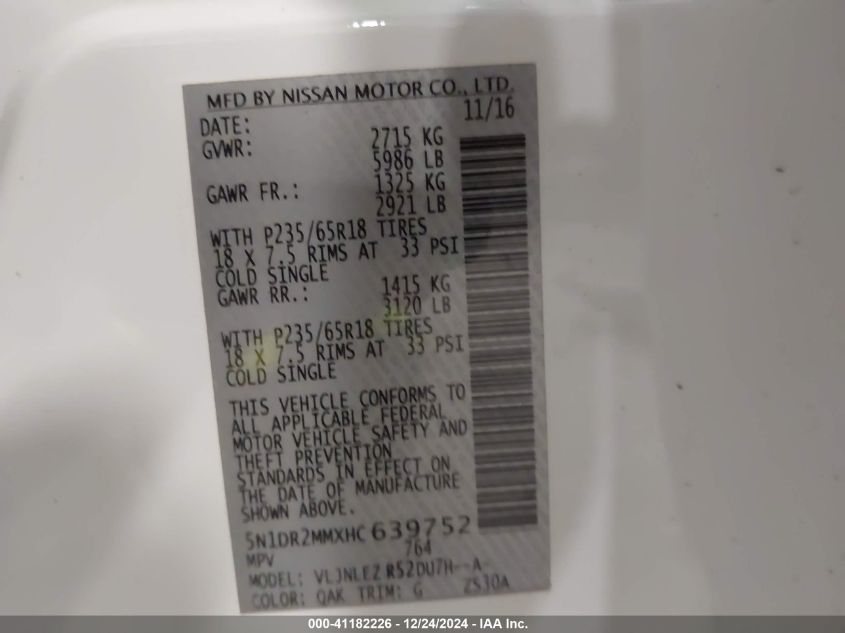 MFD BY NISSAN MOTOR CO., LTD.
DATE: 11/16
GVWR: 2715 KG
5986 LB
GAWR FR.: 1325 KG
2921 LB
WITH P235/65R18 TIRES
18 X 7.5 RIMS AT 33 PSI
COLD SINGLE
GAWR RR.: 1415 KG
3120 LB
WITH P235/65R18 TIRES
18 X 7.5 RIMS AT 33 PSI
COLD SINGLE
THIS VEHICLE CONFORMS TO
ALL APPLICABLE FEDERAL
MOTOR VEHICLE SAFETY AND
THEFT PREVENTION
STANDARDS IN EFFECT ON
THE DATE OF MANUFACTURE
SHOWN ABOVE.
5N1DR2MMXHC639752
MPV 764
MODEL: VLJNLEZ R52DU7H--A-
COLOR: QAK TRIM: G 2S30A
000-41182226 - 12/24/2024 - IAA Inc.